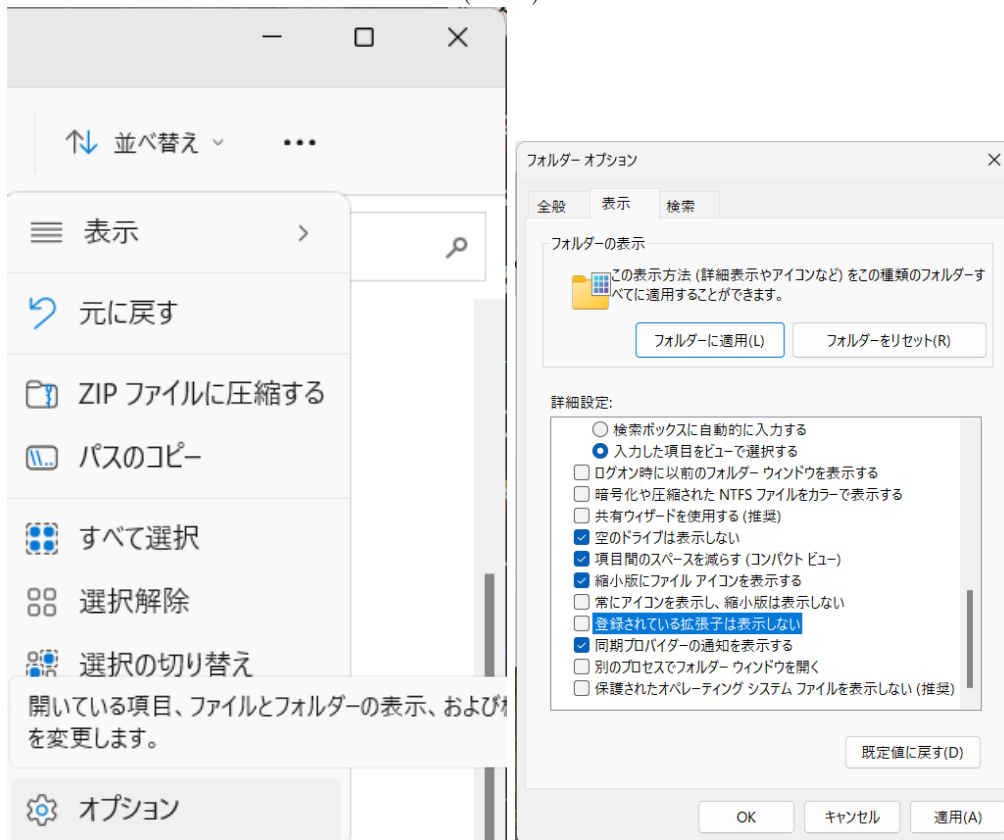 並べ替え
表示
元に戻す
ZIP ファイルに圧縮する
パスのコピー
すべて選択
選択解除
選択の切り替え
開いている項目、ファイルとフォルダーの表示、および
を変更します。
オプション
フォルダー オプション
全般
表示
検索
フォルダーの表示
この表示方法 (詳細表示やアイコンなど) をこの種類のフォルダーす
べてに適用することができます。
フォルダーに適用(L)
フォルダーをリセット(R)
詳細設定:
検索ボックスに自動的に入力する
入力した項目をビューで選択する
ログオン時に以前のフォルダー ウィンドウを表示する
暗号化や圧縮された NTFS ファイルをカラーで表示する
共有ウィザードを使用する (推奨)
空のドライブは表示しない
項目間のスペースを減らす (コンパクト ビュー)
縮小版にファイル アイコンを表示する
常にアイコンを表示し、縮小版は表示しない
登録されている拡張子は表示しない
同期プロバイダーの通知を表示する
別のプロセスでフォルダー ウィンドウを開く
保護されたオペレーティング システム ファイルを表示しない (推奨)
既定値に戻す(D)
OK
キャンセル
適用(A)